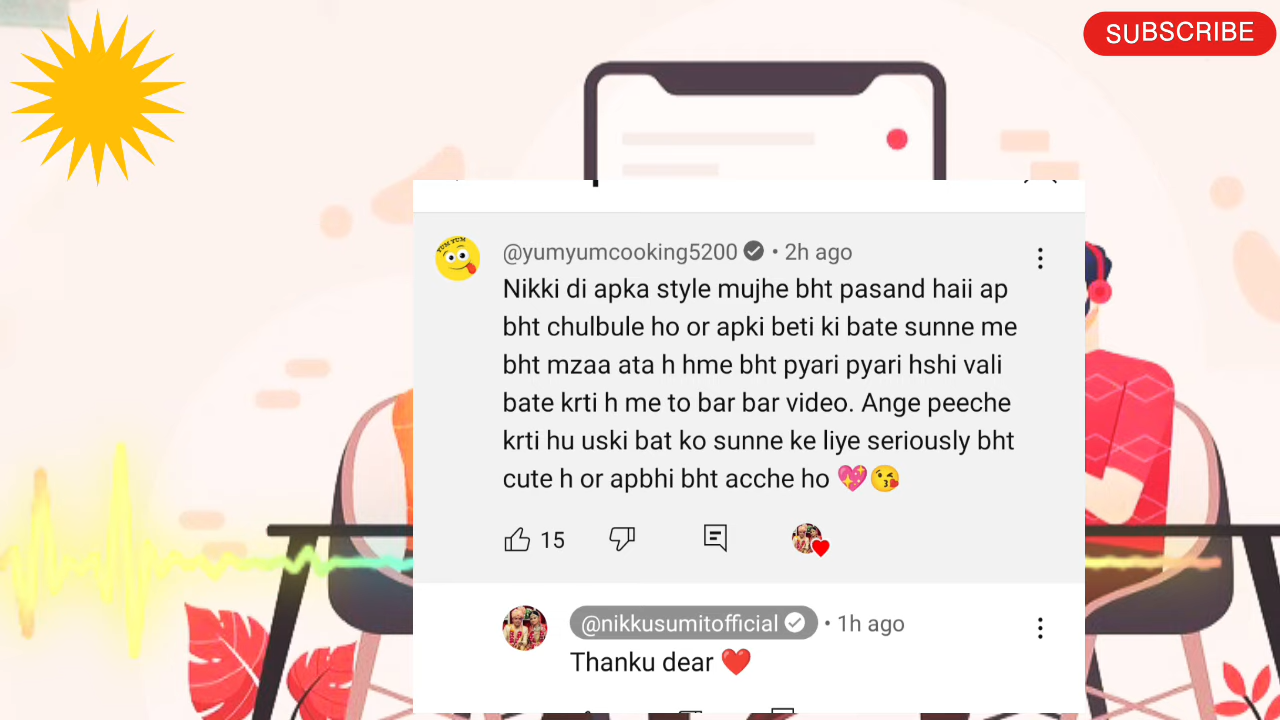 SUBSCRIBE
YUM YUM
@yumyumcooking5200 • 2h ago
Nikki di apka style mujhe bht pasand haii ap
bht chulbule ho or apki beti ki bate sunne me
bht mzaa ata h hme bht pyari pyari hshi vali
bate krti h me to bar bar video. Ange peeche
krti hu uski bat ko sunne ke liye seriously bht
cute h or apbhi bht acche ho 💖😘
15
@nikkusumitofficial • 1h ago
Thanku dear ❤️